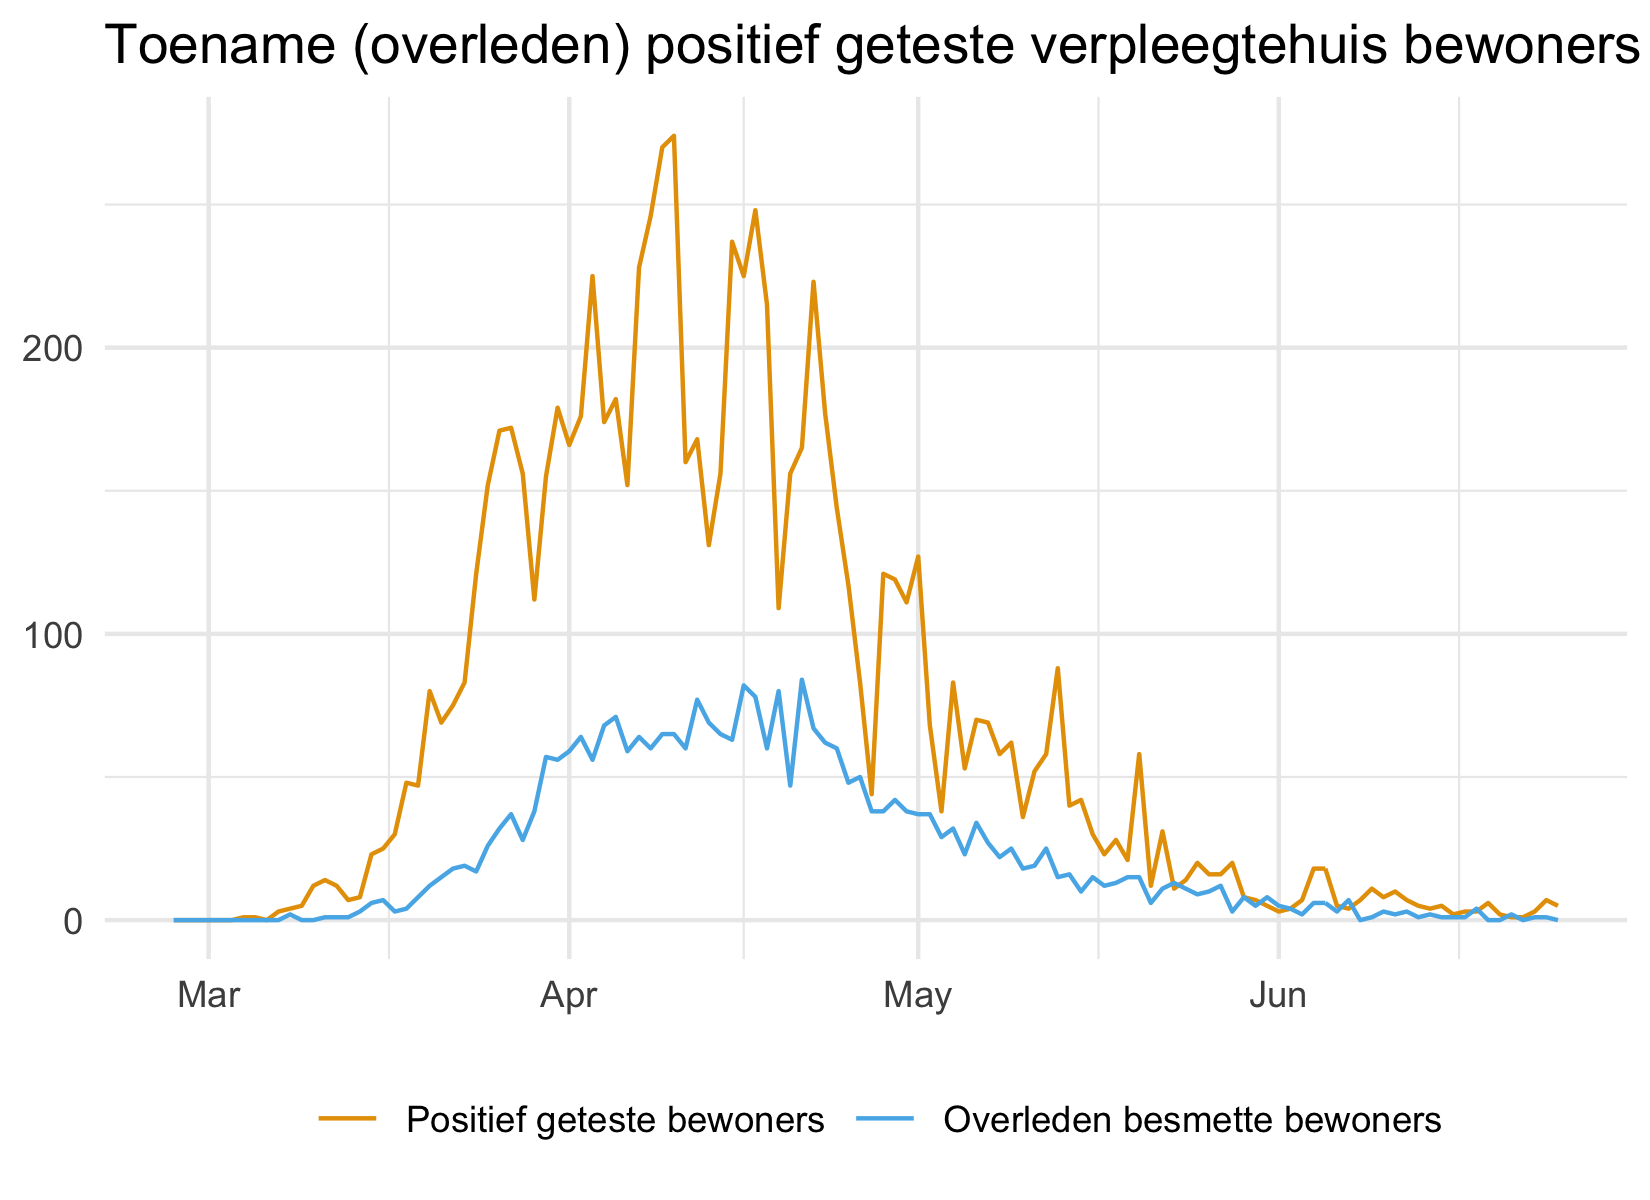 Toename (overleden) positief geteste verpleegtehuis bewoners
200
100
0
Mar Apr May Jun
Positief geteste bewoners Overleden besmette bewoners